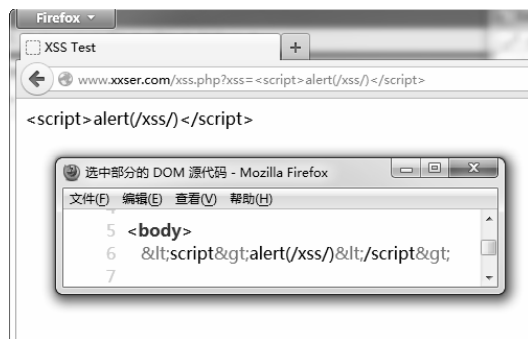 Firefox
XSS Test
www.xxser.com/xss.php?xss=<script>alert(/xss/)</script>
<script>alert(/xss/)</script>
选中部分的 DOM 源代码 - Mozilla Firefox
文件(F) 编辑(E) 查看(V) 帮助(H)
5 <body>
6 &lt;script&gt;alert(/xss/)&lt;/script&gt;
7